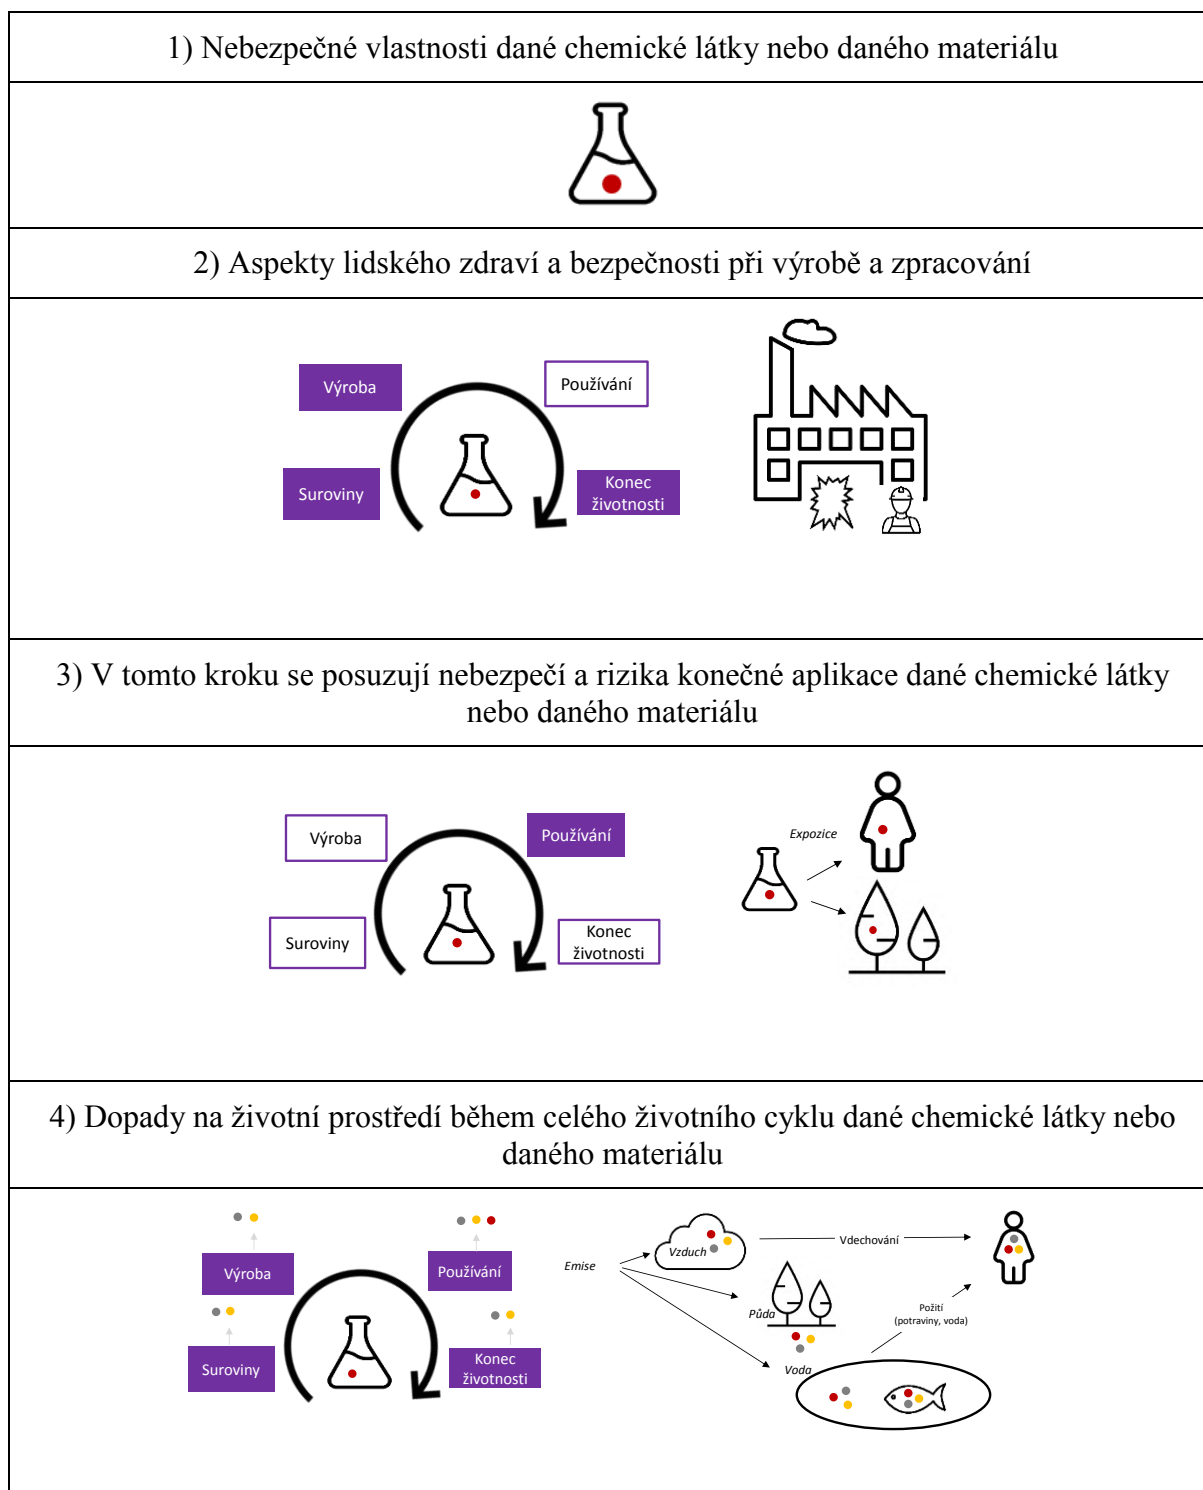 1) Nebezpečné vlastnosti dané chemické látky nebo daného materiálu
2) Aspekty lidského zdraví a bezpečnosti při výrobě a zpracování
Výroba
Používání
Suroviny
Konec
životnosti
3) V tomto kroku se posuzují nebezpečí a rizika konečné aplikace dané chemické látky
nebo daného materiálu
Výroba
Používání
Suroviny
Konec
životnosti
Expozice
4) Dopady na životní prostředí během celého životního cyklu dané chemické látky nebo
daného materiálu
Výroba
Používání
Suroviny
Konec
životnosti
Emise
Vzduch
Vdechování
Půda
Požití
(potraviny, voda)
Voda